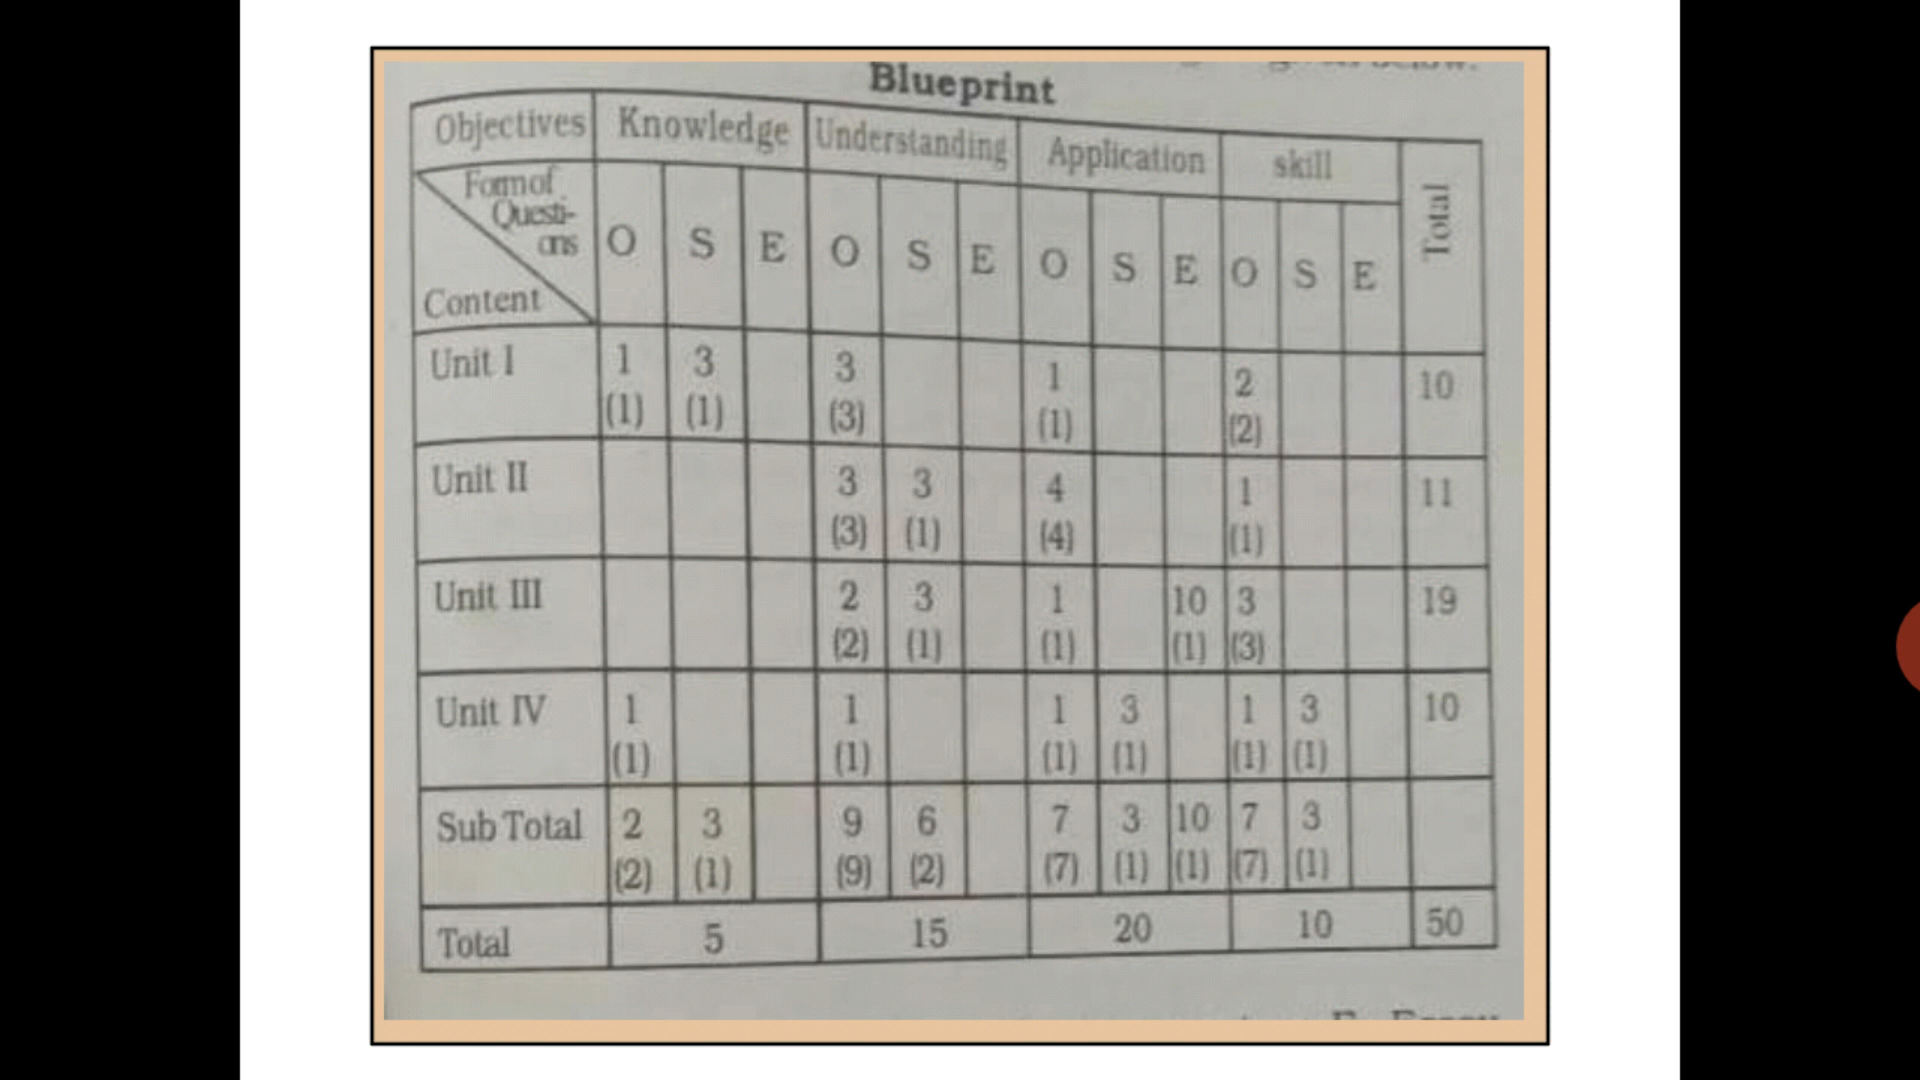 below.
Blueprint
Objectives Knowledge Understanding Application skill Total
Form of Questi-ons
O S E O S E O S E O S E
Content
Unit I 1 3 3 1 2 10
(1) (1) (3) (1) (2)
Unit II 3 3 4 1 11
(3) (1) (4) (1)
Unit III 2 3 1 10 3 19
(2) (1) (1) (1) (3)
Unit IV 1 1 1 3 1 3 10
(1) (1) (1) (1) (1) (1)
Sub Total 2 3 9 6 7 3 10 7 3
(2) (1) (9) (2) (7) (1) (1) (7) (1)
Total 5 15 20 10 50